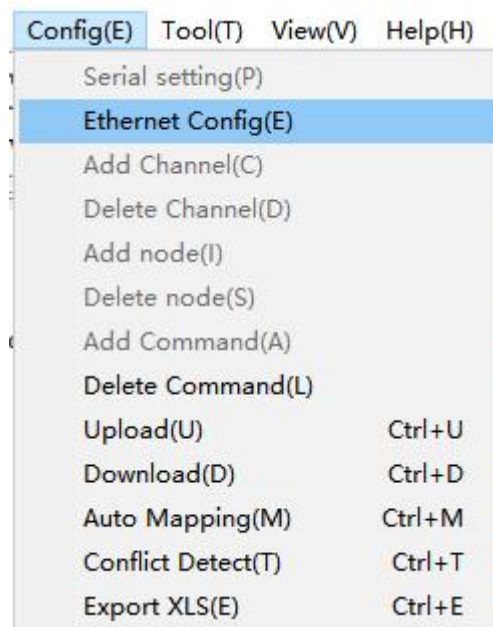 Config(E) Tool(T) View(V) Help(H)
Serial setting(P)
Ethernet Config(E)
Add Channel(C)
Delete Channel(D)
Add node(I)
Delete node(S)
Add Command(A)
Delete Command(L)
Upload(U) Ctrl+U
Download(D) Ctrl+D
Auto Mapping(M) Ctrl+M
Conflict Detect(T) Ctrl+T
Export XLS(E) Ctrl+E